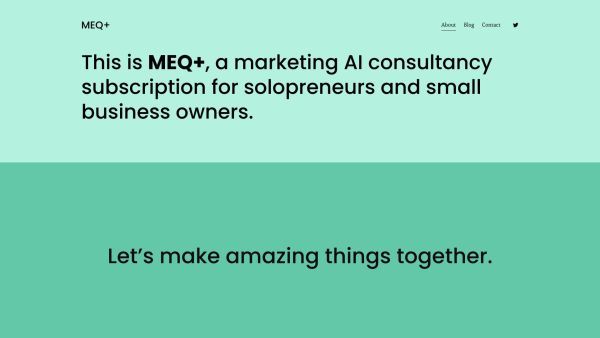 MEQ+
About Blog Contact
This is MEQ+, a marketing AI consultancy
subscription for solopreneurs and small
business owners.
Let’s make amazing things together.